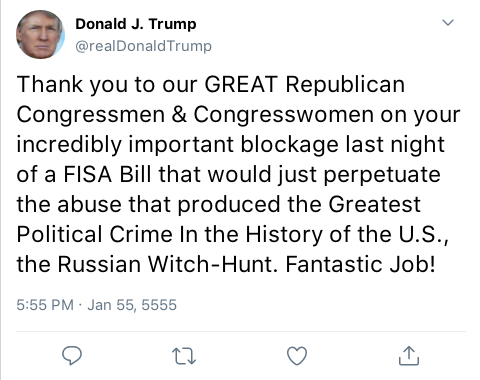 Donald J. Trump
@realDonaldTrump
Thank you to our GREAT Republican
Congressmen & Congresswomen on your
incredibly important blockage last night
of a FISA Bill that would just perpetuate
the abuse that produced the Greatest
Political Crime In the History of the U.S.,
the Russian Witch-Hunt. Fantastic Job!
5:55 PM · Jan 55, 5555